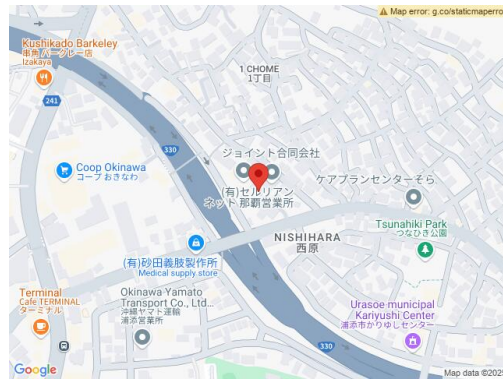 Map error: g.co/staticmaperro
Kushikado Barkeley
串角 バークレー店
Izakaya
1 CHOME
1丁目
241
330
ジョイント合同会社
Coop Okinawa
コープおきなわ
(有)セルリアン
ネット 那覇営業所
ケアプランセンターそら
330
Tsunahiki Park
つなひき公園
NISHIHARA
西原
(有)砂田義肢製作所
Medical supply store
Terminal
Cafe TERMINAL
ターミナル
Okinawa Yamato
Transport Co., Ltd...
沖縄ヤマト運輸
浦添営業所
Urasoe municipal
Kariyushi Center
浦添市かりゆしセンター
330
Google
Map data ©202